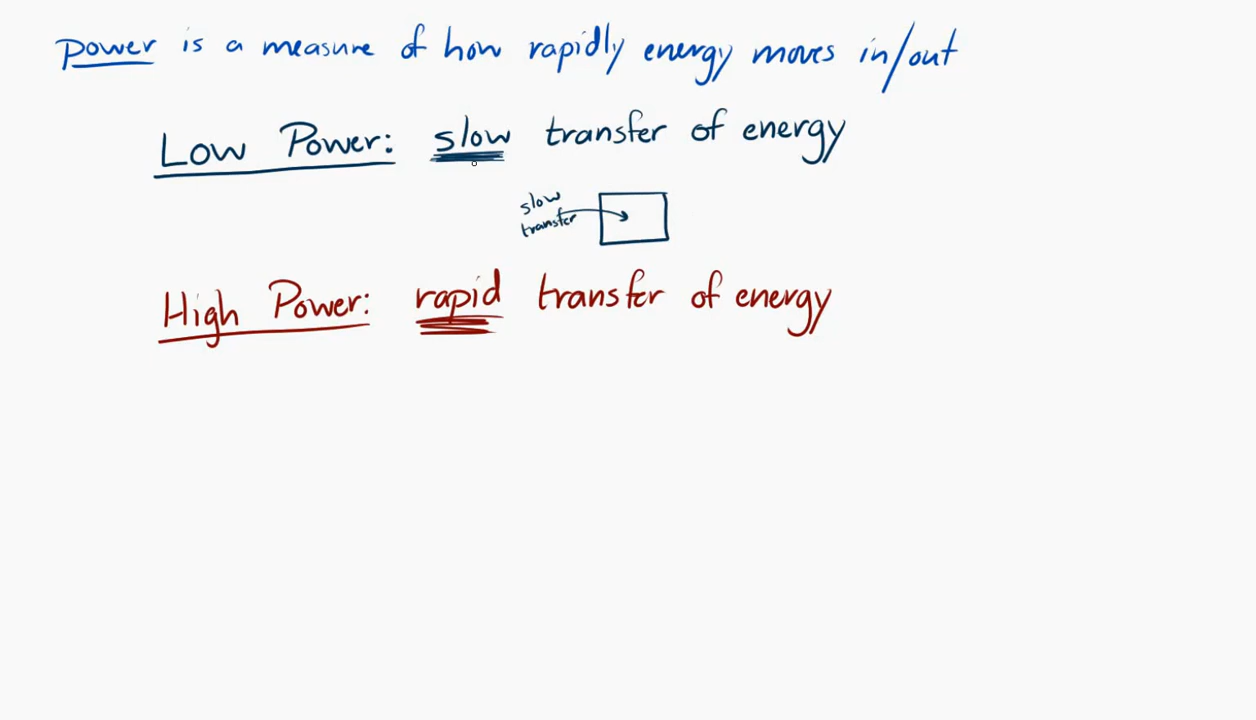 power is a measure of how rapidly energy moves in/out
Low Power: slow transfer of energy
slow
transfer
High Power: rapid transfer of energy